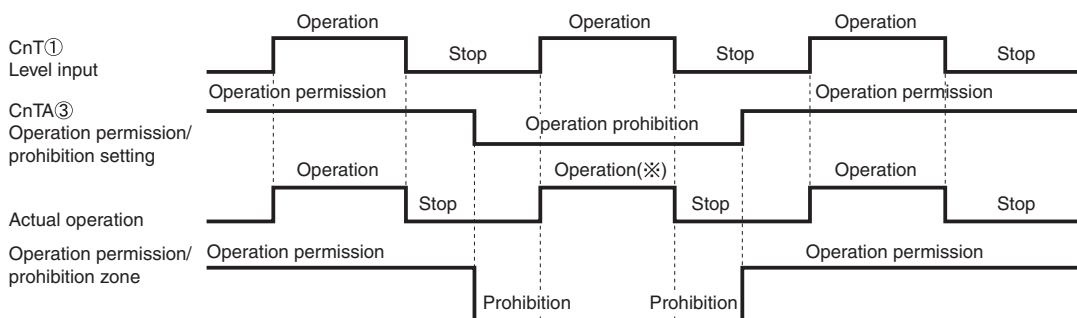 Operation Operation Operation
CnT①
Level input
Stop Stop Stop
Operation permission Operation permission
CnTA③
Operation permission/
prohibition setting
Operation prohibition
Operation Operation(※) Operation
Actual operation
Stop Stop Stop
Operation permission/
prohibition zone
Operation permission Operation permission
Prohibition Prohibition